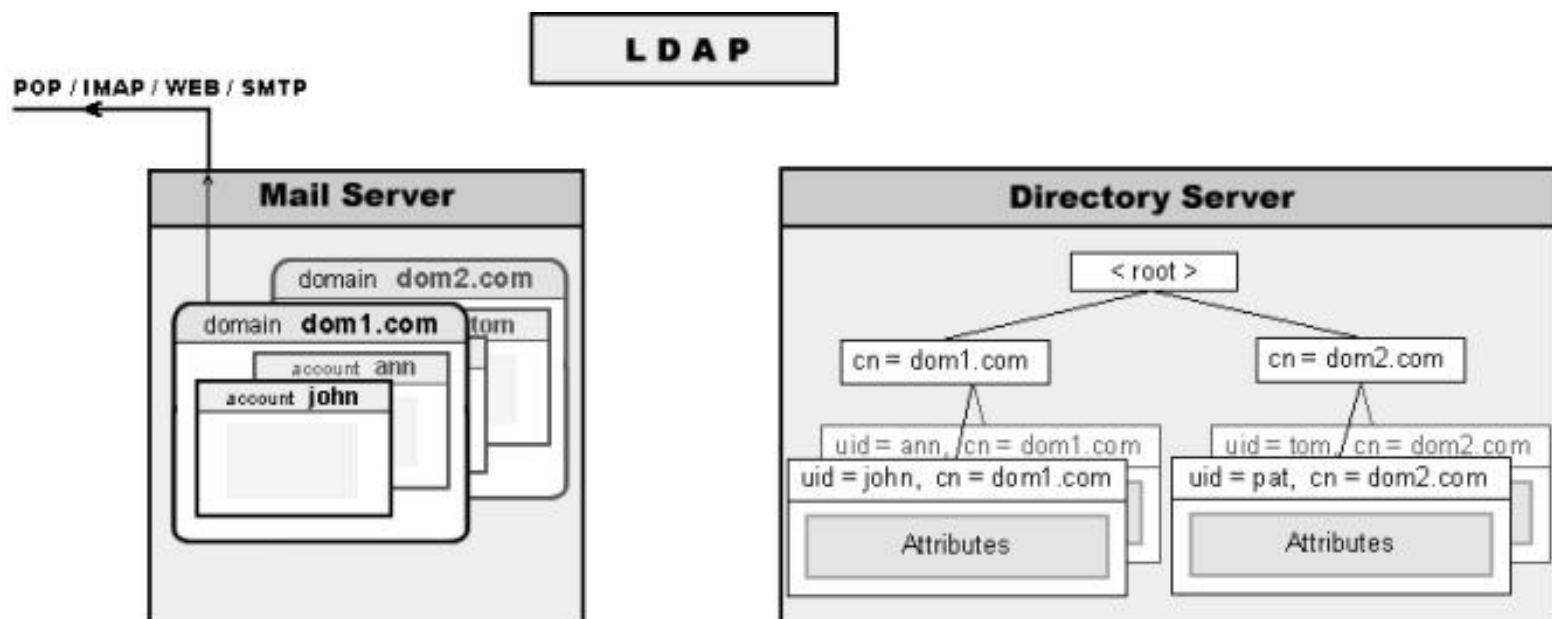 L D A P
POP / IMAP / WEB / SMTP
Mail Server
domain dom2.com
tom
domain dom1.com
account ann
account john
Directory Server
< root >
cn = dom1.com
cn = dom2.com
uid = ann, cn = dom1.com
uid = john, cn = dom1.com
Attributes
uid = tom, cn = dom2.com
uid = pat, cn = dom2.com
Attributes